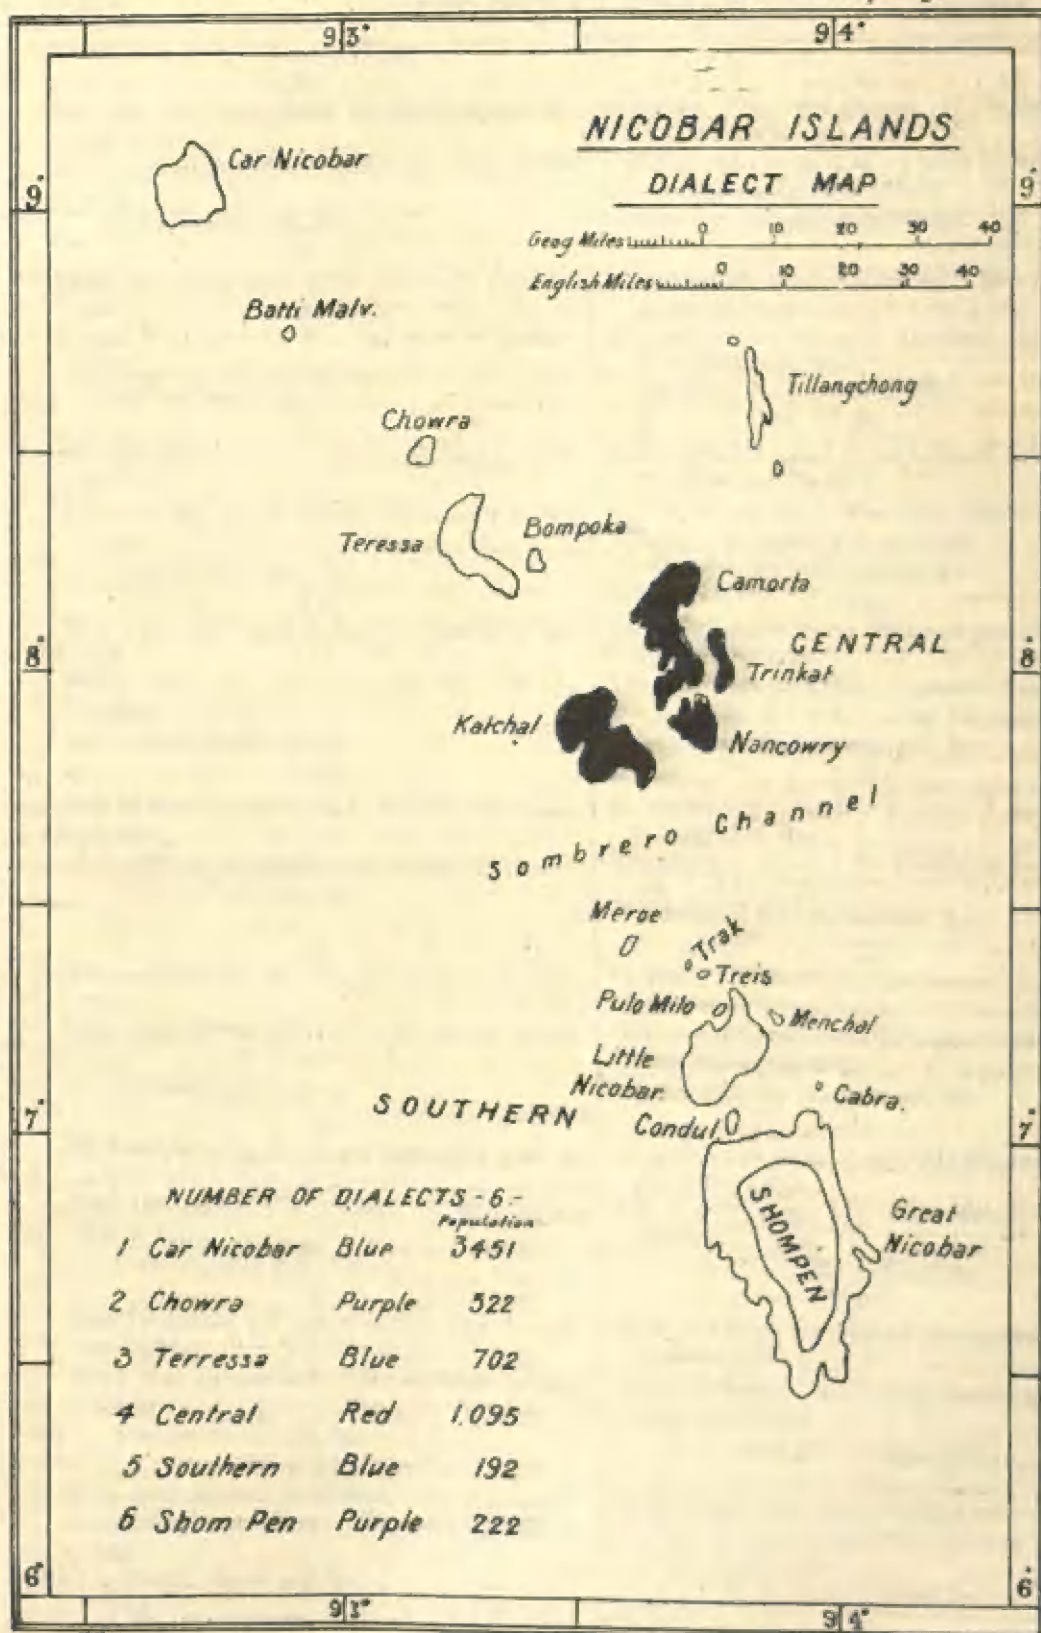 93° 94°
NICOBAR ISLANDS
DIALECT MAP
Car Nicobar
9° 9°
Geog Miles 0 10 20 30 40
English Miles 0 10 20 30 40
Batti Malv.
Tillangchong
Chowra
Bompoka
Teressa
Camorta
CENTRAL
8° 8°
Trinkat
Katchal
Nancowry
Sombrero Channel
Meroe
Trak
Treis
Pulo Milo
Menchal
Little
Nicobar
Cabra.
SOUTHERN
Condul
7° 7°
SHOMPEN
Great
Nicobar
NUMBER OF DIALECTS - 6 -
Population
1 Car Nicobar Blue 3451
2 Chowra Purple 522
3 Terressa Blue 702
4 Central Red 1.095
5 Southern Blue 192
6 Shom Pen Purple 222
6° 6°
93° 94°